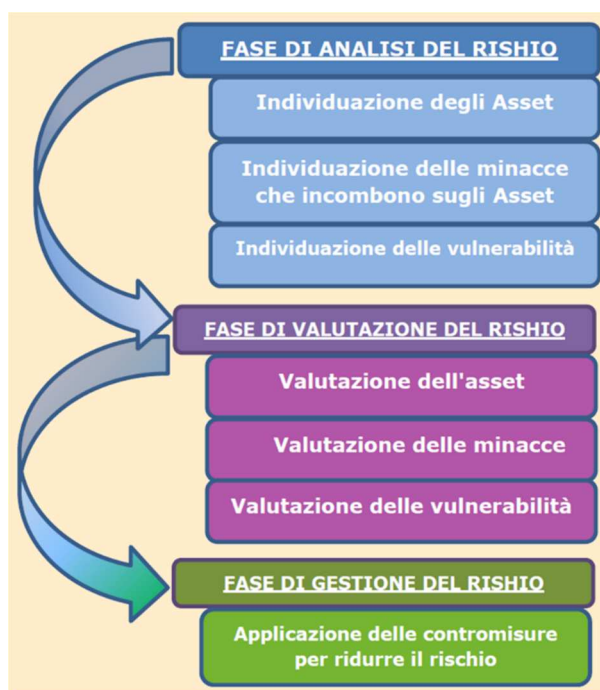 FASE DI ANALISI DEL RISHIO
Individuazione degli Asset
Individuazione delle minacce
che incombono sugli Asset
Individuazione delle vulnerabilità
FASE DI VALUTAZIONE DEL RISHIO
Valutazione dell'asset
Valutazione delle minacce
Valutazione delle vulnerabilità
FASE DI GESTIONE DEL RISHIO
Applicazione delle contromisure
per ridurre il rischio